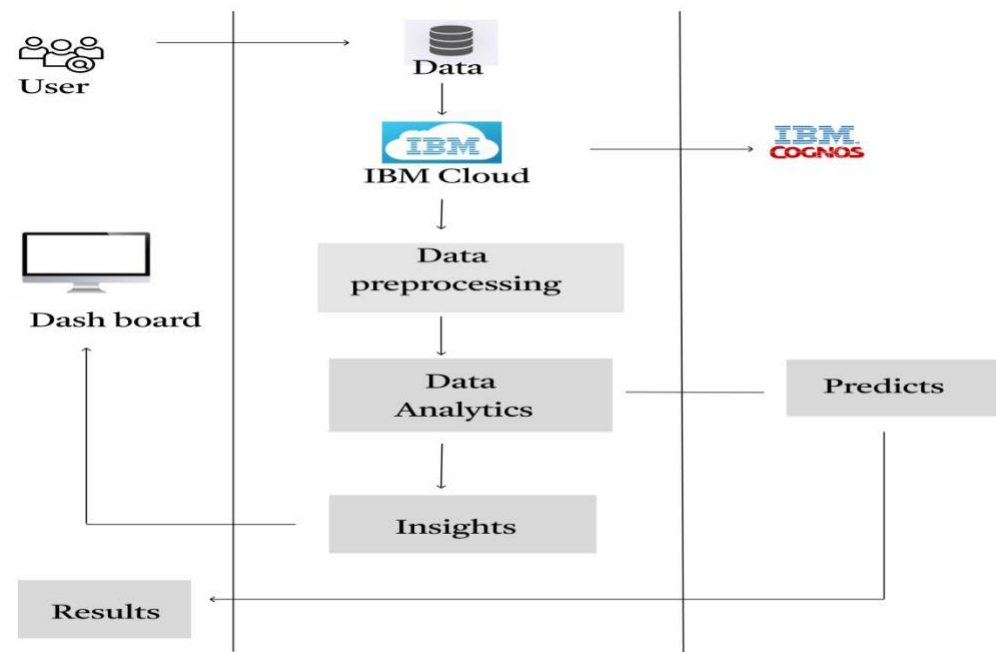 User
Data
IBM
IBM Cloud
IBM
COGNOS
Data
preprocessing
Dash board
Data
Analytics
Predicts
Insights
Results